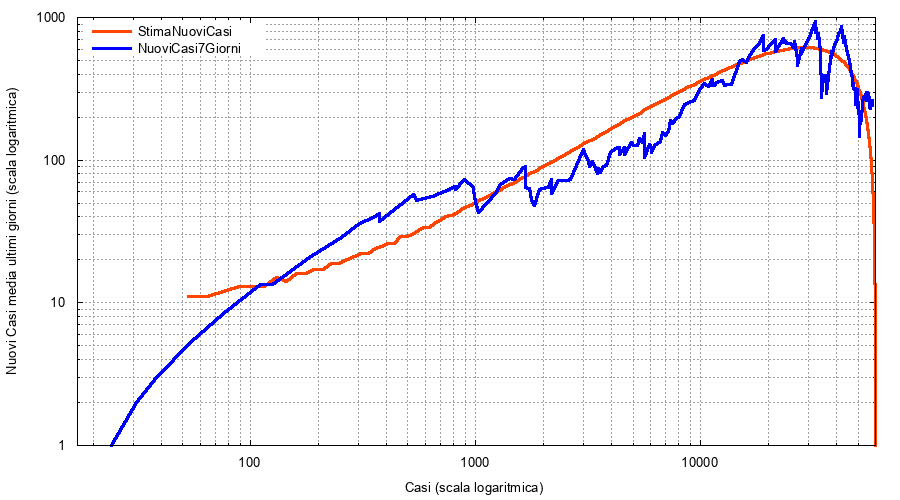 1000
StimaNuoviCasi
NuoviCasi7Giorni
100
10
1
Nuovi Casi media ultimi giorni (scala logaritmica)
100
1000
10000
Casi (scala logaritmica)